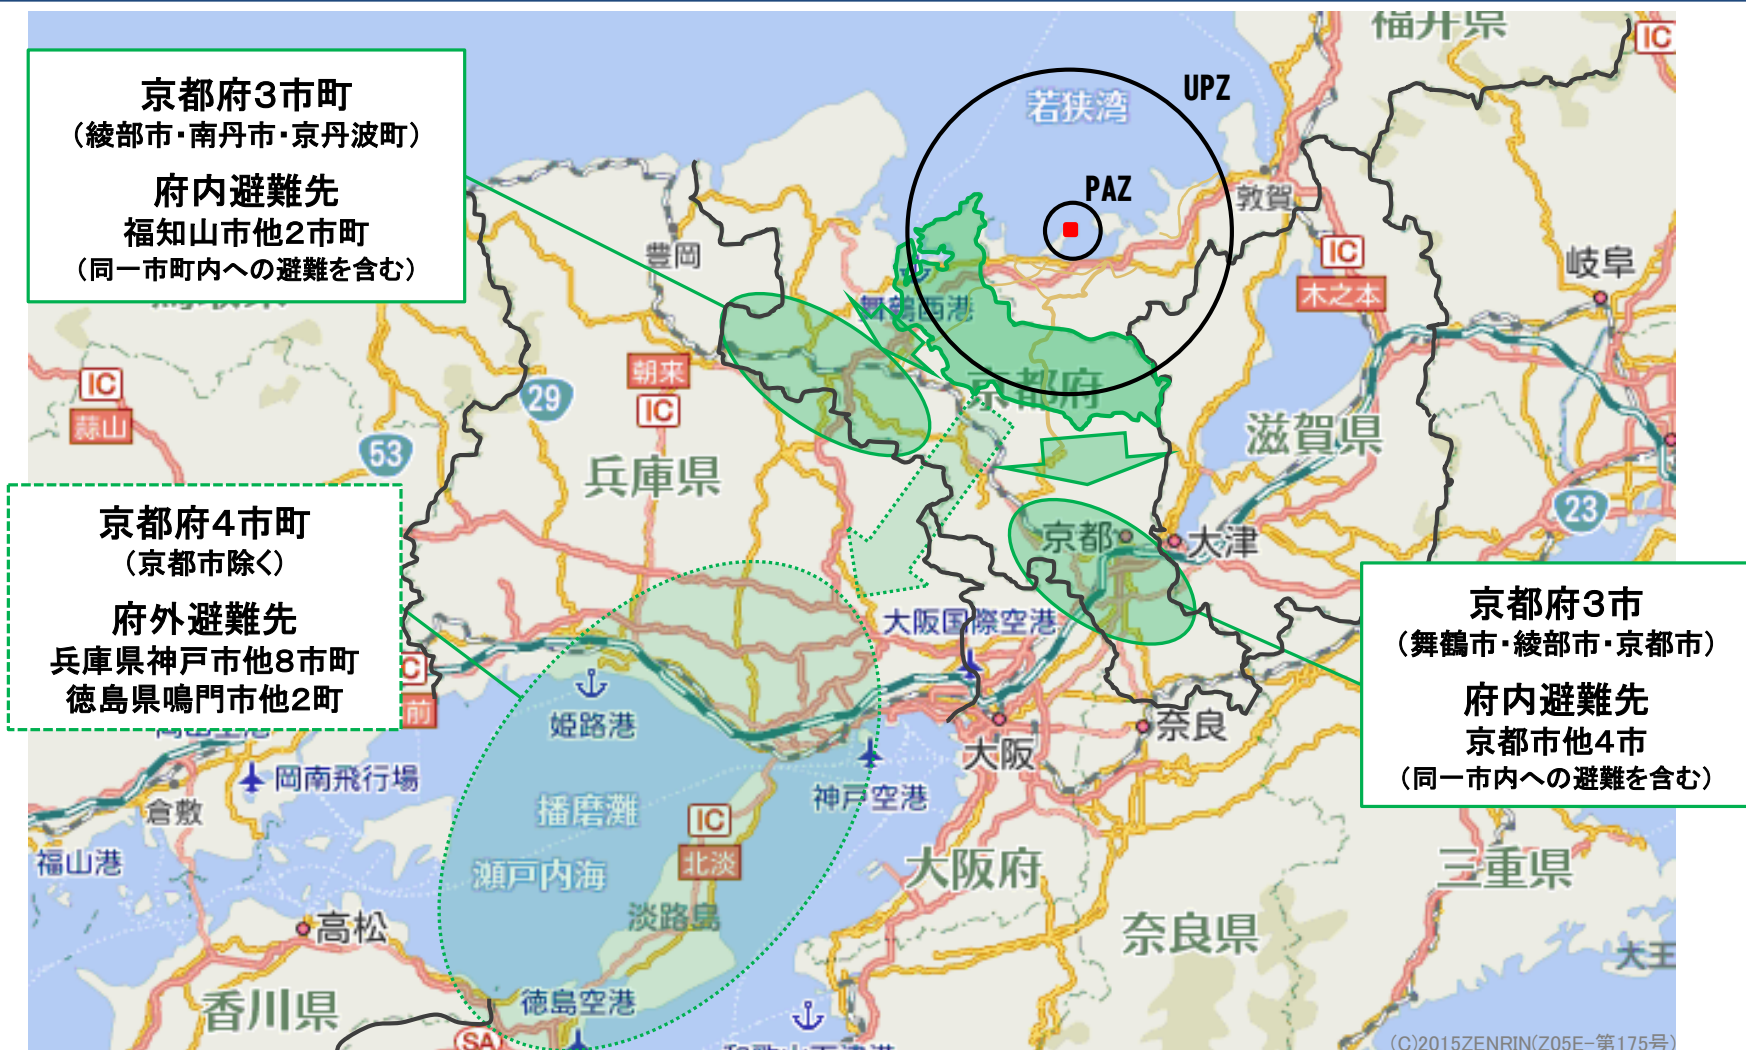 京都府3市町
（綾部市・南丹市・京丹波町）
府内避難先
福知山市他2市町
（同一市町内への避難を含む）
京都府4市町
（京都市除く）
府外避難先
兵庫県神戸市他8市町
徳島県鳴門市他2町
京都府3市
（舞鶴市・綾部市・京都市）
府内避難先
京都市他4市
（同一市内への避難を含む）
UPZ
PAZ
福井県
IC
若狭湾
敦賀
豊岡
IC
木之本
岐阜
舞鶴西港
朝来
IC
IC
蒜山
29
53
京都府
滋賀県
兵庫県
23
京都
大津
大阪国際空港
前
姫路港
奈良
大阪
岡南飛行場
倉敷
神戸空港
播磨灘
IC
北淡
福山港
瀬戸内海
大阪府
三重県
淡路島
高松
奈良県
大王
香川県
徳島空港
SA
(C)2015ZENRIN(Z05E-第175号)